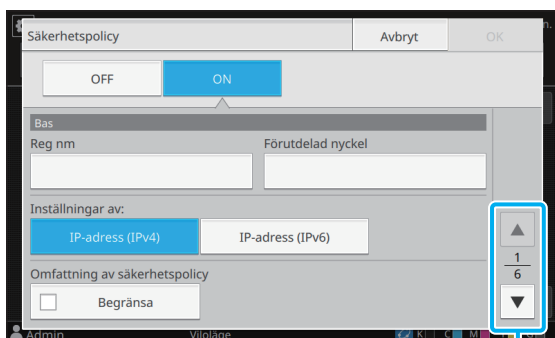 Säkerhetspolicy Avbryt OK
OFF ON
Bas
Reg nm Förutdelad nyckel
Inställningar av:
IP-adress (IPv4) IP-adress (IPv6)
1
6
Omfattning av säkerhetspolicy
Begränsa
Admin Viloläge K C M